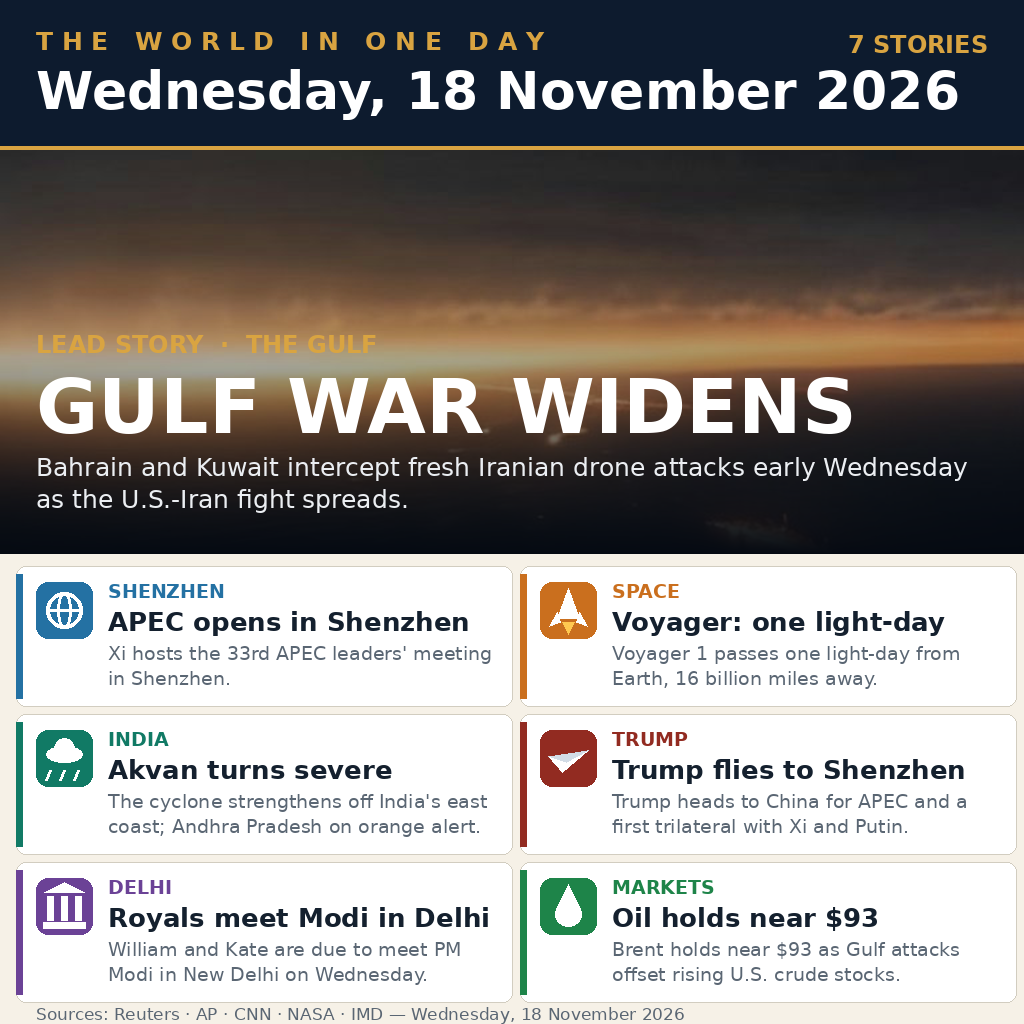 THE WORLD IN ONE DAY
7 STORIES
Wednesday, 18 November 2026
LEAD STORY · THE GULF
GULF WAR WIDENS
Bahrain and Kuwait intercept fresh Iranian drone attacks early Wednesday
as the U.S.-Iran fight spreads.
SHENZHEN
APEC opens in Shenzhen
Xi hosts the 33rd APEC leaders' meeting
in Shenzhen.
SPACE
Voyager: one light-day
Voyager 1 passes one light-day from
Earth, 16 billion miles away.
INDIA
Akvan turns severe
The cyclone strengthens off India's east
coast; Andhra Pradesh on orange alert.
TRUMP
Trump flies to Shenzhen
Trump heads to China for APEC and a
first trilateral with Xi and Putin.
DELHI
Royals meet Modi in Delhi
William and Kate are due to meet PM
Modi in New Delhi on Wednesday.
MARKETS
Oil holds near $93
Brent holds near $93 as Gulf attacks
offset rising U.S. crude stocks.
Sources: Reuters · AP · CNN · NASA · IMD — Wednesday, 18 November 2026